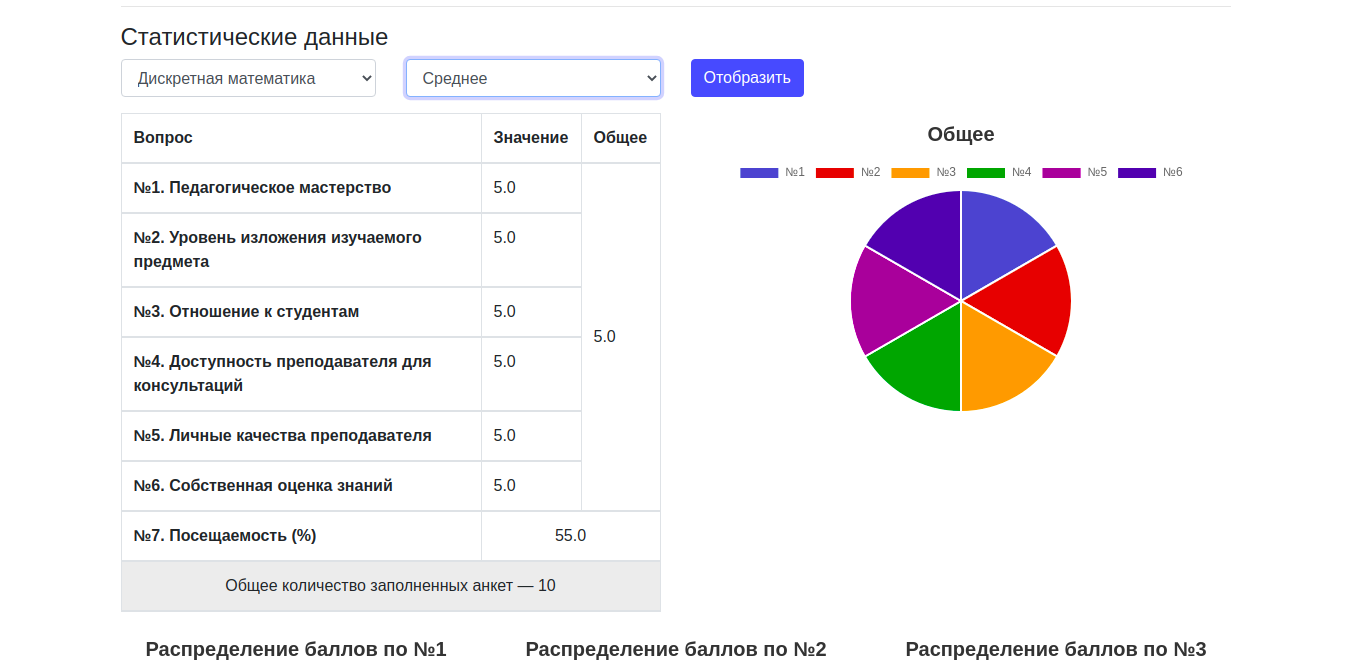 Статистические данные
Дискретная математика
Среднее
Отобразить
Вопрос Значение Общее
№1. Педагогическое мастерство 5.0
№2. Уровень изложения изучаемого 5.0
предмета
№3. Отношение к студентам 5.0
5.0
№4. Доступность преподавателя для 5.0
консультаций
№5. Личные качества преподавателя 5.0
№6. Собственная оценка знаний 5.0
№7. Посещаемость (%) 55.0
Общее количество заполненных анкет — 10
Общее
№1 №2 №3 №4 №5 №6
Распределение баллов по №1
Распределение баллов по №2
Распределение баллов по №3